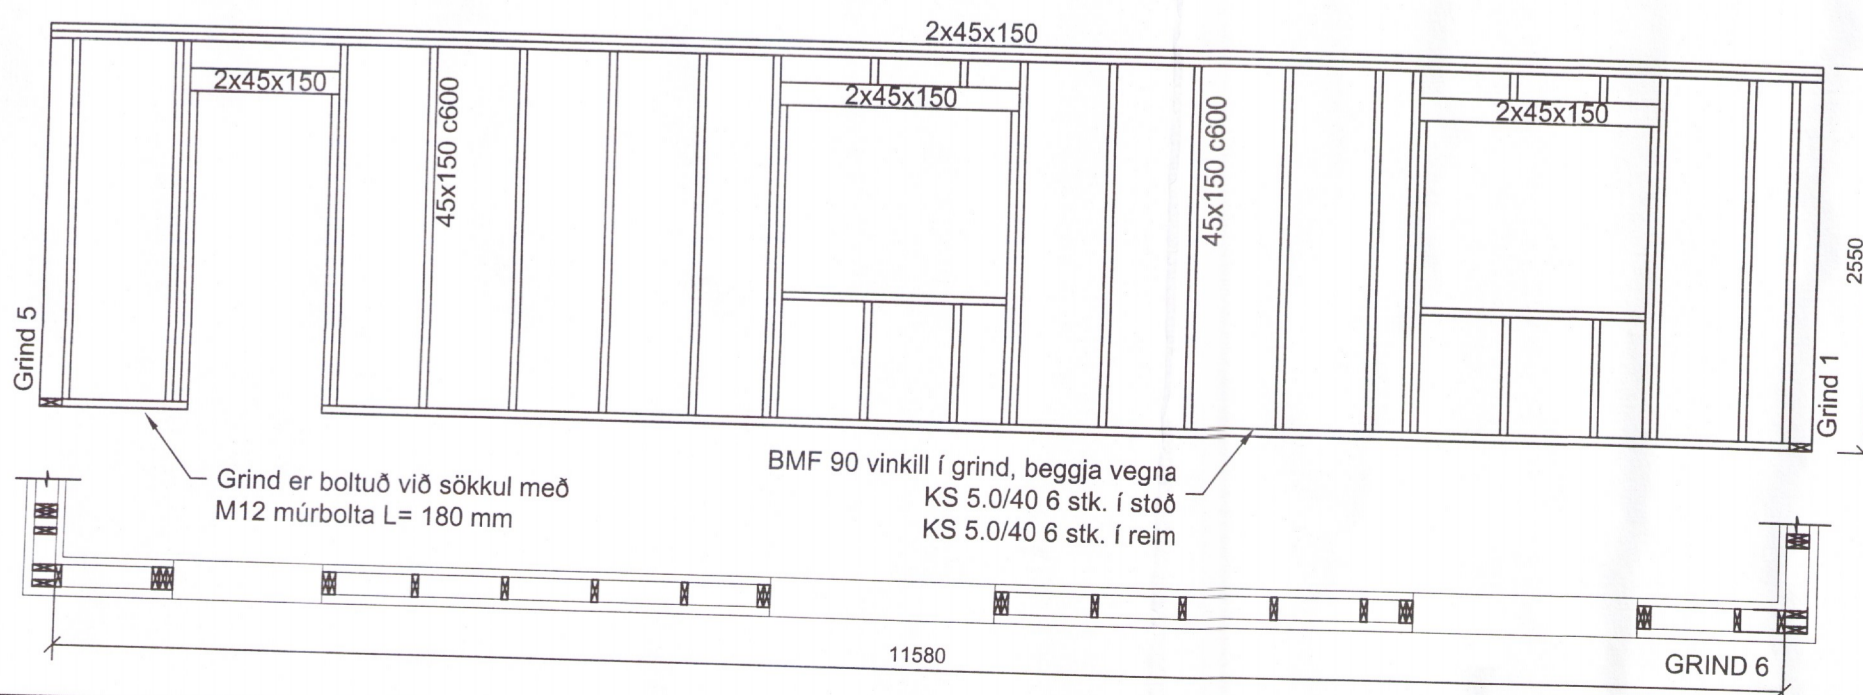 2x45x150
2x45x150
2x45x150
2x45x150
45x150 c600
45x150 c600
2550
Grind 5
Grind 1
Grind er boltuð við sökkul með
M12 múrbolta L= 180 mm
BMF 90 vinkill í grind, beggja vegna
KS 5.0/40 6 stk. í stoð
KS 5.0/40 6 stk. í reim
11580
GRIND 6